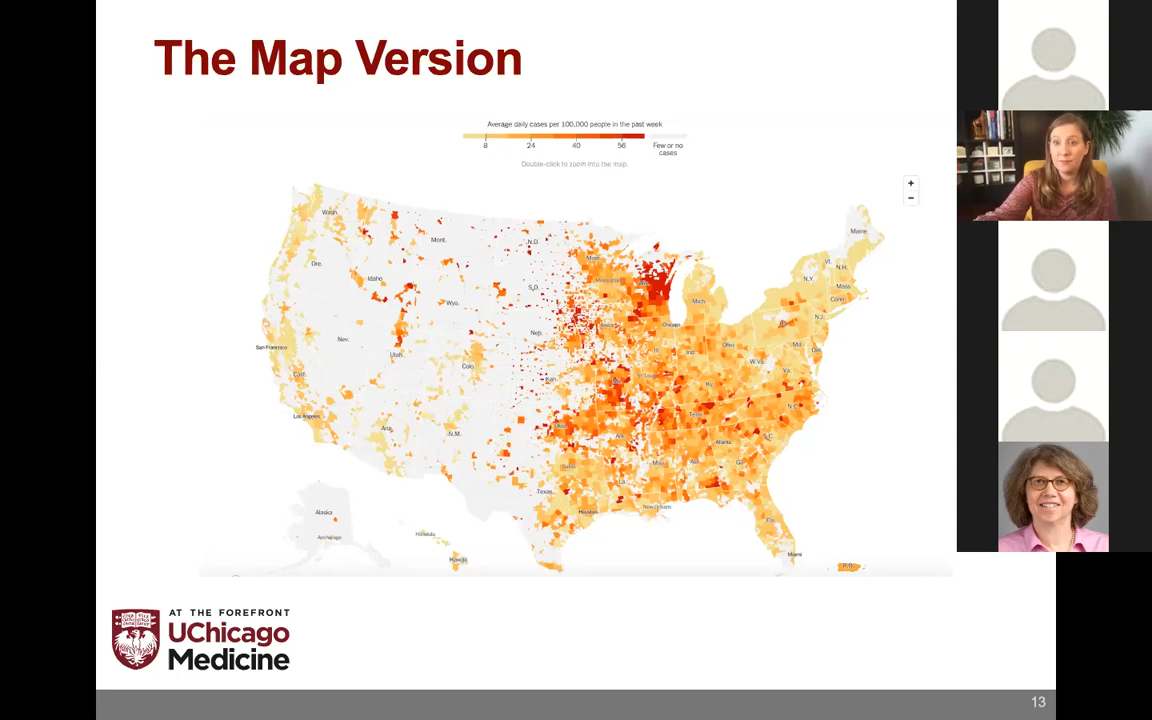 The Map Version
Average daily cases per 100,000 people in the past week
8 24 40 56 Few or no cases
Double-click to zoom into the map.
+
−
Wash.
Maine
Mont.
N.D.
Minn.
Vt.
N.H.
Ore.
Idaho
S.D.
N.Y.
Mass.
Mich.
Conn.
Wyo.
N.J.
Iowa
Chicago
Neb.
Nev.
San Francisco
Utah
Ill.
Ind.
Ohio
Md.
Del.
Colo.
W.Va.
Va.
Calif.
Kan.
St Louis
Ky.
N.C.
Los Angeles
Ariz.
N.M.
Okla.
Tenn.
Ark.
Atlanta
S.C.
Dallas
Miss.
Ala.
Ga.
La.
Texas
Houston
New Orleans
Fla.
Alaska
Anchorage
Honolulu
Hawaii
Miami
P.R.
AT THE FOREFRONT
UChicago
Medicine
13